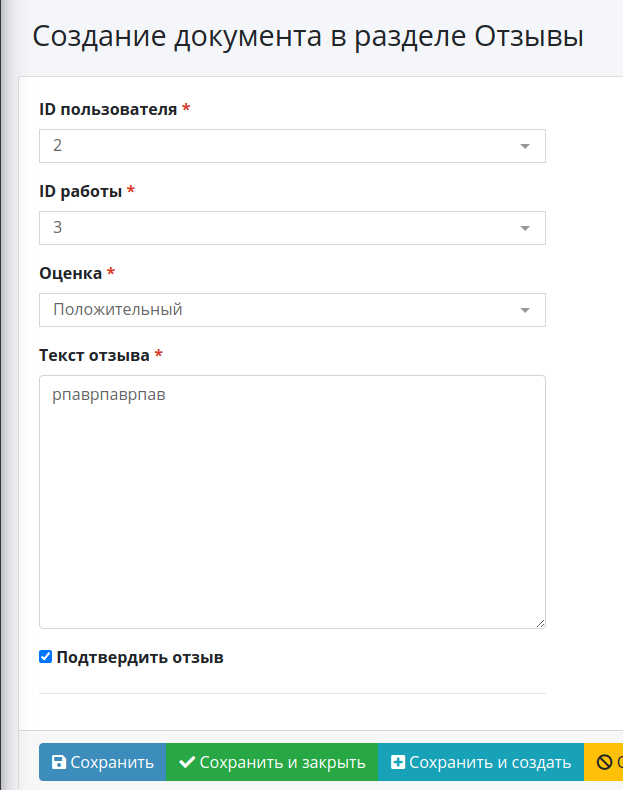 Создание документа в разделе Отзывы
ID пользователя *
2
ID работы *
3
Оценка *
Положительный
Текст отзыва *
рпаврпаврпав
Подтвердить отзыв
Сохранить
Сохранить и закрыть
Сохранить и создать